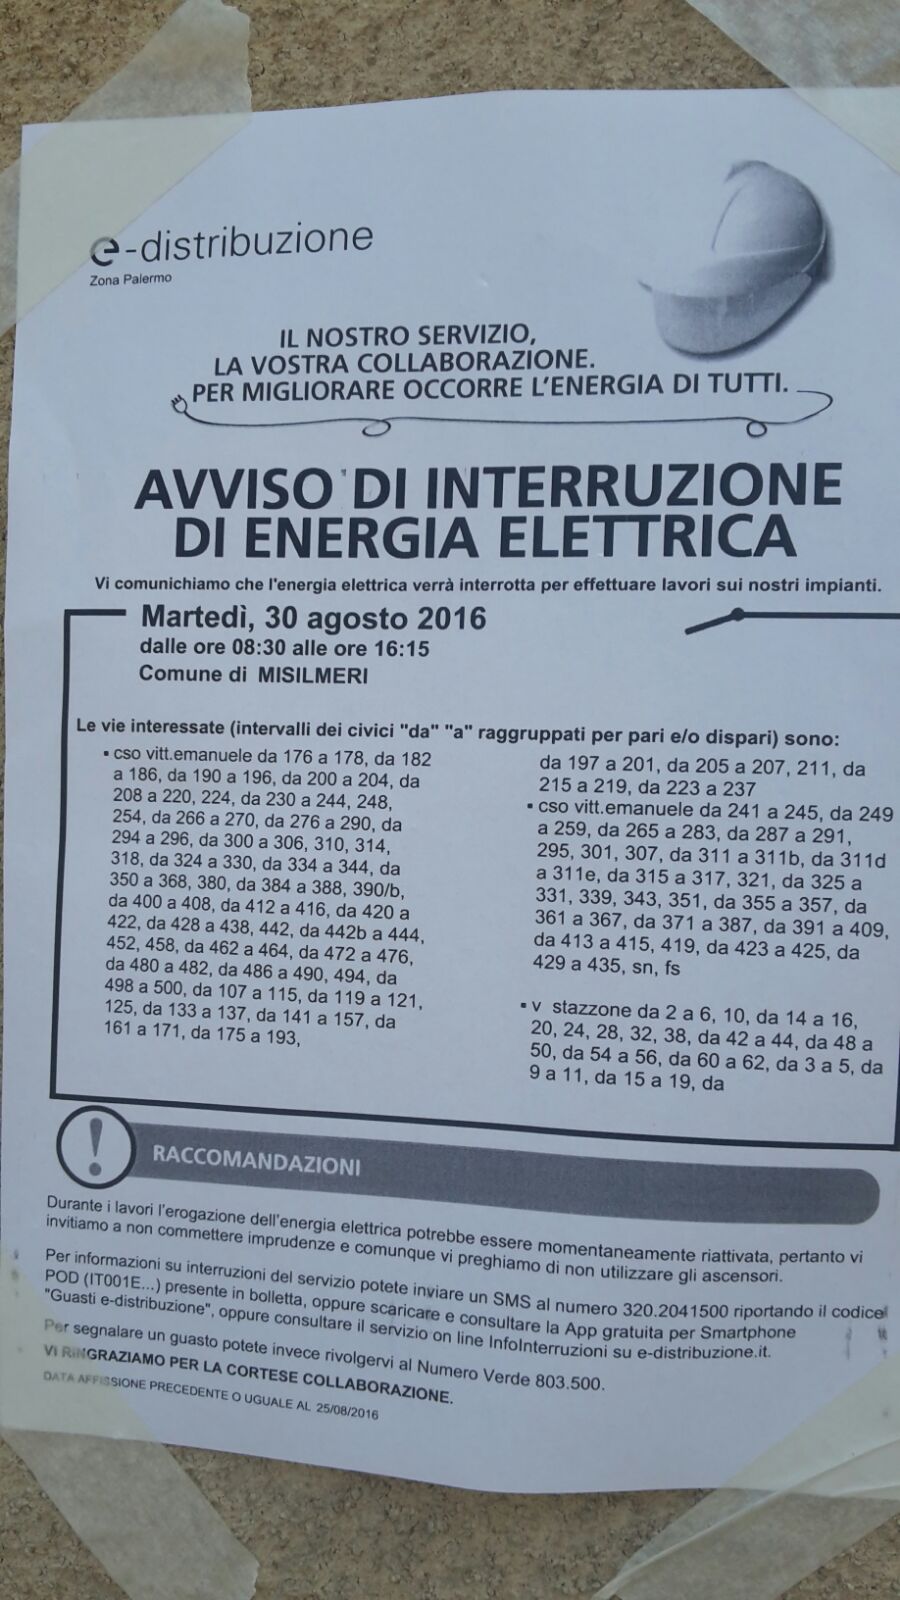 e-distribuzione
Zona Palermo
IL NOSTRO SERVIZIO,
LA VOSTRA COLLABORAZIONE.
PER MIGLIORARE OCCORRE L'ENERGIA DI TUTTI.
AVVISO DI INTERRUZIONE
DI ENERGIA ELETTRICA
Vi comunichiamo che l'energia elettrica verrà interrotta per effettuare lavori sui nostri impianti.
Martedì, 30 agosto 2016
dalle ore 08:30 alle ore 16:15
Comune di MISILMERI
Le vie interessate (intervalli dei civici "da" "a" raggruppati per pari e/o dispari) sono:
▪ cso vitt.emanuele da 176 a 178, da 182
a 186, da 190 a 196, da 200 a 204, da
208 a 220, 224, da 230 a 244, 248,
254, da 266 a 270, da 276 a 290, da
294 a 296, da 300 a 306, 310, 314,
318, da 324 a 330, da 334 a 344, da
350 a 368, 380, da 384 a 388, 390/b,
da 400 a 408, da 412 a 416, da 420 a
422, da 428 a 438, 442, da 442b a 444,
452, 458, da 462 a 464, da 472 a 476,
da 480 a 482, da 486 a 490, 494, da
498 a 500, da 107 a 115, da 119 a 121,
125, da 133 a 137, da 141 a 157, da
161 a 171, da 175 a 193,
da 197 a 201, da 205 a 207, 211, da
215 a 219, da 223 a 237
▪ cso vitt.emanuele da 241 a 245, da 249
a 259, da 265 a 283, da 287 a 291,
295, 301, 307, da 311 a 311b, da 311d
a 311e, da 315 a 317, 321, da 325 a
331, 339, 343, 351, da 355 a 357, da
361 a 367, da 371 a 387, da 391 a 409,
da 413 a 415, 419, da 423 a 425, da
429 a 435, sn, fs
▪ v stazzone da 2 a 6, 10, da 14 a 16,
20, 24, 28, 32, 38, da 42 a 44, da 48 a
50, da 54 a 56, da 60 a 62, da 3 a 5, da
9 a 11, da 15 a 19, da
RACCOMANDAZIONI
Durante i lavori l'erogazione dell'energia elettrica potrebbe essere momentaneamente riattivata, pertanto vi
invitiamo a non commettere imprudenze e comunque vi preghiamo di non utilizzare gli ascensori.
Per informazioni su interruzioni del servizio potete inviare un SMS al numero 320.2041500 riportando il codice
POD (IT001E...) presente in bolletta, oppure scaricare e consultare la App gratuita per Smartphone
"Guasti e-distribuzione", oppure consultare il servizio on line InfoInterruzioni su e-distribuzione.it.
Per segnalare un guasto potete invece rivolgervi al Numero Verde 803.500.
VI RINGRAZIAMO PER LA CORTESE COLLABORAZIONE.
DATA AFFISSIONE PRECEDENTE O UGUALE AL 25/08/2016